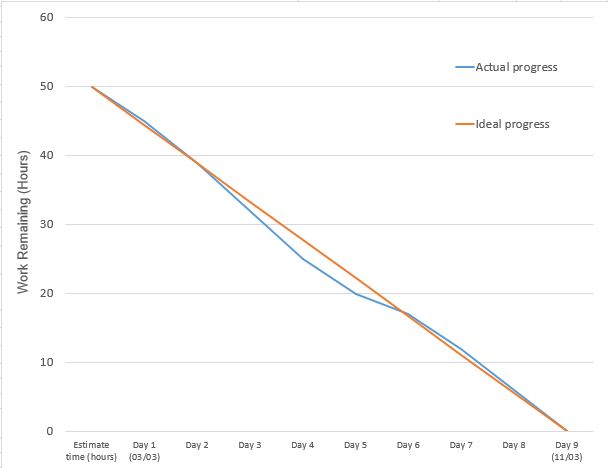 60
50
40
30
20
10
0
Work Remaining (Hours)
Actual progress
Ideal progress
Estimate time (hours)
Day 1 (03/03)
Day 2
Day 3
Day 4
Day 5
Day 6
Day 7
Day 8
Day 9 (11/03)